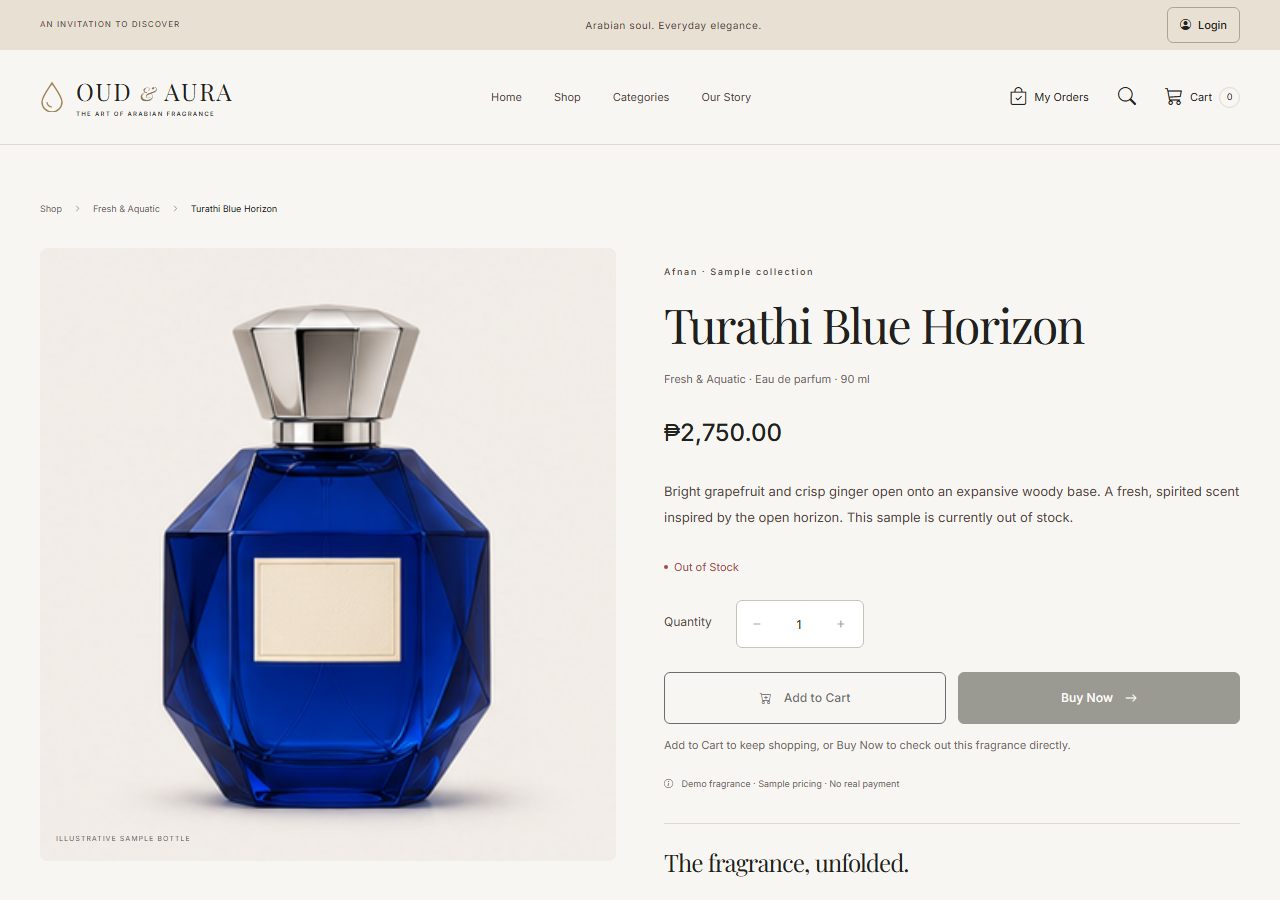 AN INVITATION TO DISCOVER
Arabian soul. Everyday elegance.
Login
OUD & AURA
THE ART OF ARABIAN FRAGRANCE
Home
Shop
Categories
Our Story
My Orders
Cart 0
Shop > Fresh & Aquatic > Turathi Blue Horizon
ILLUSTRATIVE SAMPLE BOTTLE
Afnan · Sample collection
Turathi Blue Horizon
Fresh & Aquatic · Eau de parfum · 90 ml
₱2,750.00
Bright grapefruit and crisp ginger open onto an expansive woody base. A fresh, spirited scent
inspired by the open horizon. This sample is currently out of stock.
• Out of Stock
Quantity
− 1 +
Add to Cart
Buy Now →
Add to Cart to keep shopping, or Buy Now to check out this fragrance directly.
Demo fragrance · Sample pricing · No real payment
The fragrance, unfolded.